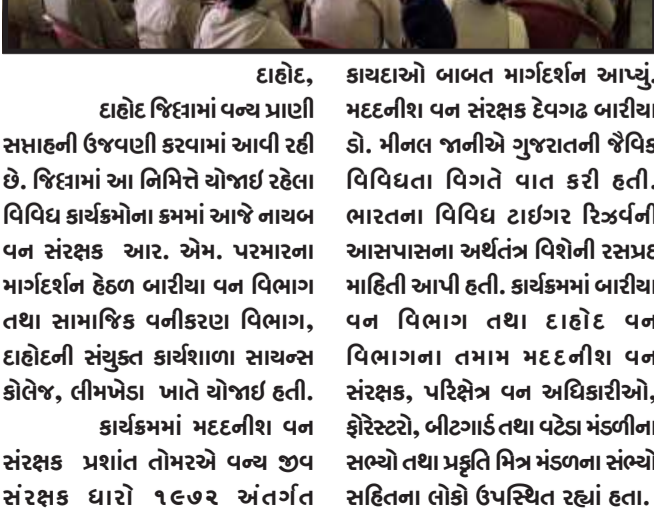 દાહોદ,
દાહોદ જિલ્લામાં વન્ય પ્રાણી
સપ્તાહની ઉજવણી કરવામાં આવી રહી
છે. જિલ્લામાં આ નિમિત્તે યોજાઇ રહેલા
વિવિધ કાર્યક્રમોના ક્રમમાં આજે નાયબ
વન સંરક્ષક આર. એમ. પરમારના
માર્ગદર્શન હેઠળ બારીયા વન વિભાગ
તથા સામાજિક વનીકરણ વિભાગ,
દાહોદની સંયુક્ત કાર્યશાળા સાયન્સ
કોલેજ, લીમખેડા ખાતે યોજાઇ હતી.
કાર્યક્રમમાં મદદનીશ વન
સંરક્ષક પ્રશાંત તોમરએ વન્ય જીવ
સંરક્ષક ધારો ૧૯૭૨ અંતર્ગત
કાયદાઓ બાબત માર્ગદર્શન આપ્યું.
મદદનીશ વન સંરક્ષક દેવગઢ બારીયા
ડો. મીનલ જાનીએ ગુજરાતની જૈવિક
વિવિધતા વિગતે વાત કરી હતી.
ભારતના વિવિધ ટાઇગર રિઝર્વની
આસપાસના અર્થતંત્ર વિશેની રસપ્રદ
માહિતી આપી હતી. કાર્યક્રમમાં બારીયા
વન વિભાગ તથા દાહોદ વન
વિભાગના તમામ મદદનીશ વન
સંરક્ષક, પરિક્ષેત્ર વન અધિકારીઓ,
ફોરેસ્ટરો, બીટગાર્ડ તથા વટેડા મંડળીના
સભ્યો તથા પ્રકૃતિ મિત્ર મંડળના સંભ્યો
સહિતના લોકો ઉપસ્થિત રહ્યાં હતા.